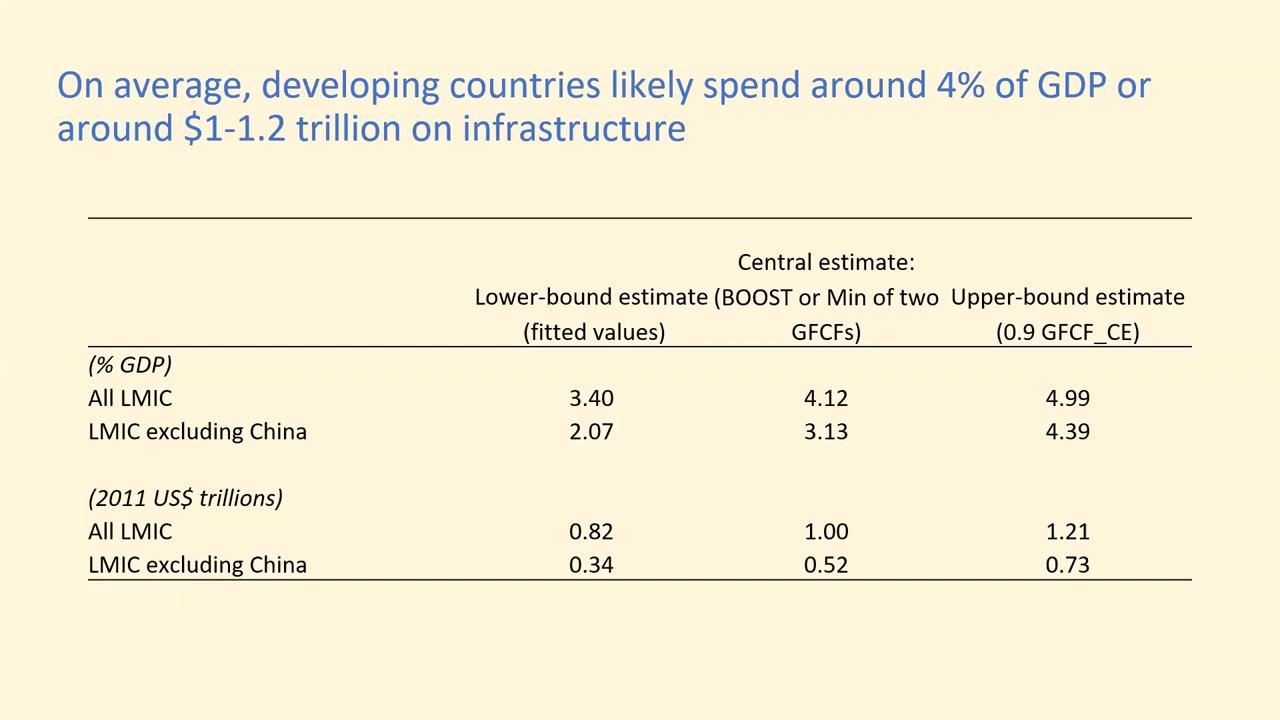 On average, developing countries likely spend around 4% of GDP or
around $1-1.2 trillion on infrastructure
Central estimate:
Lower-bound estimate (BOOST or Min of two Upper-bound estimate
(fitted values) GFCFs) (0.9 GFCF_CE)
(% GDP)
All LMIC 3.40 4.12 4.99
LMIC excluding China 2.07 3.13 4.39
(2011 US$ trillions)
All LMIC 0.82 1.00 1.21
LMIC excluding China 0.34 0.52 0.73